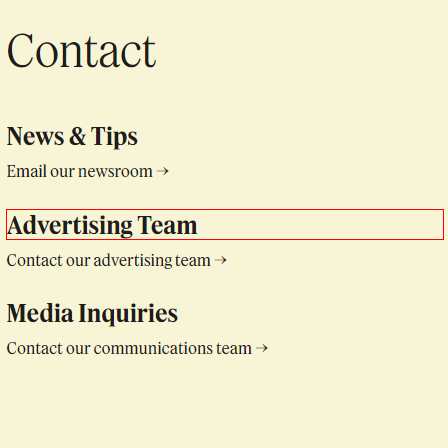 Contact
News & Tips
Email our newsroom →
Advertising Team
Contact our advertising team →
Media Inquiries
Contact our communications team →